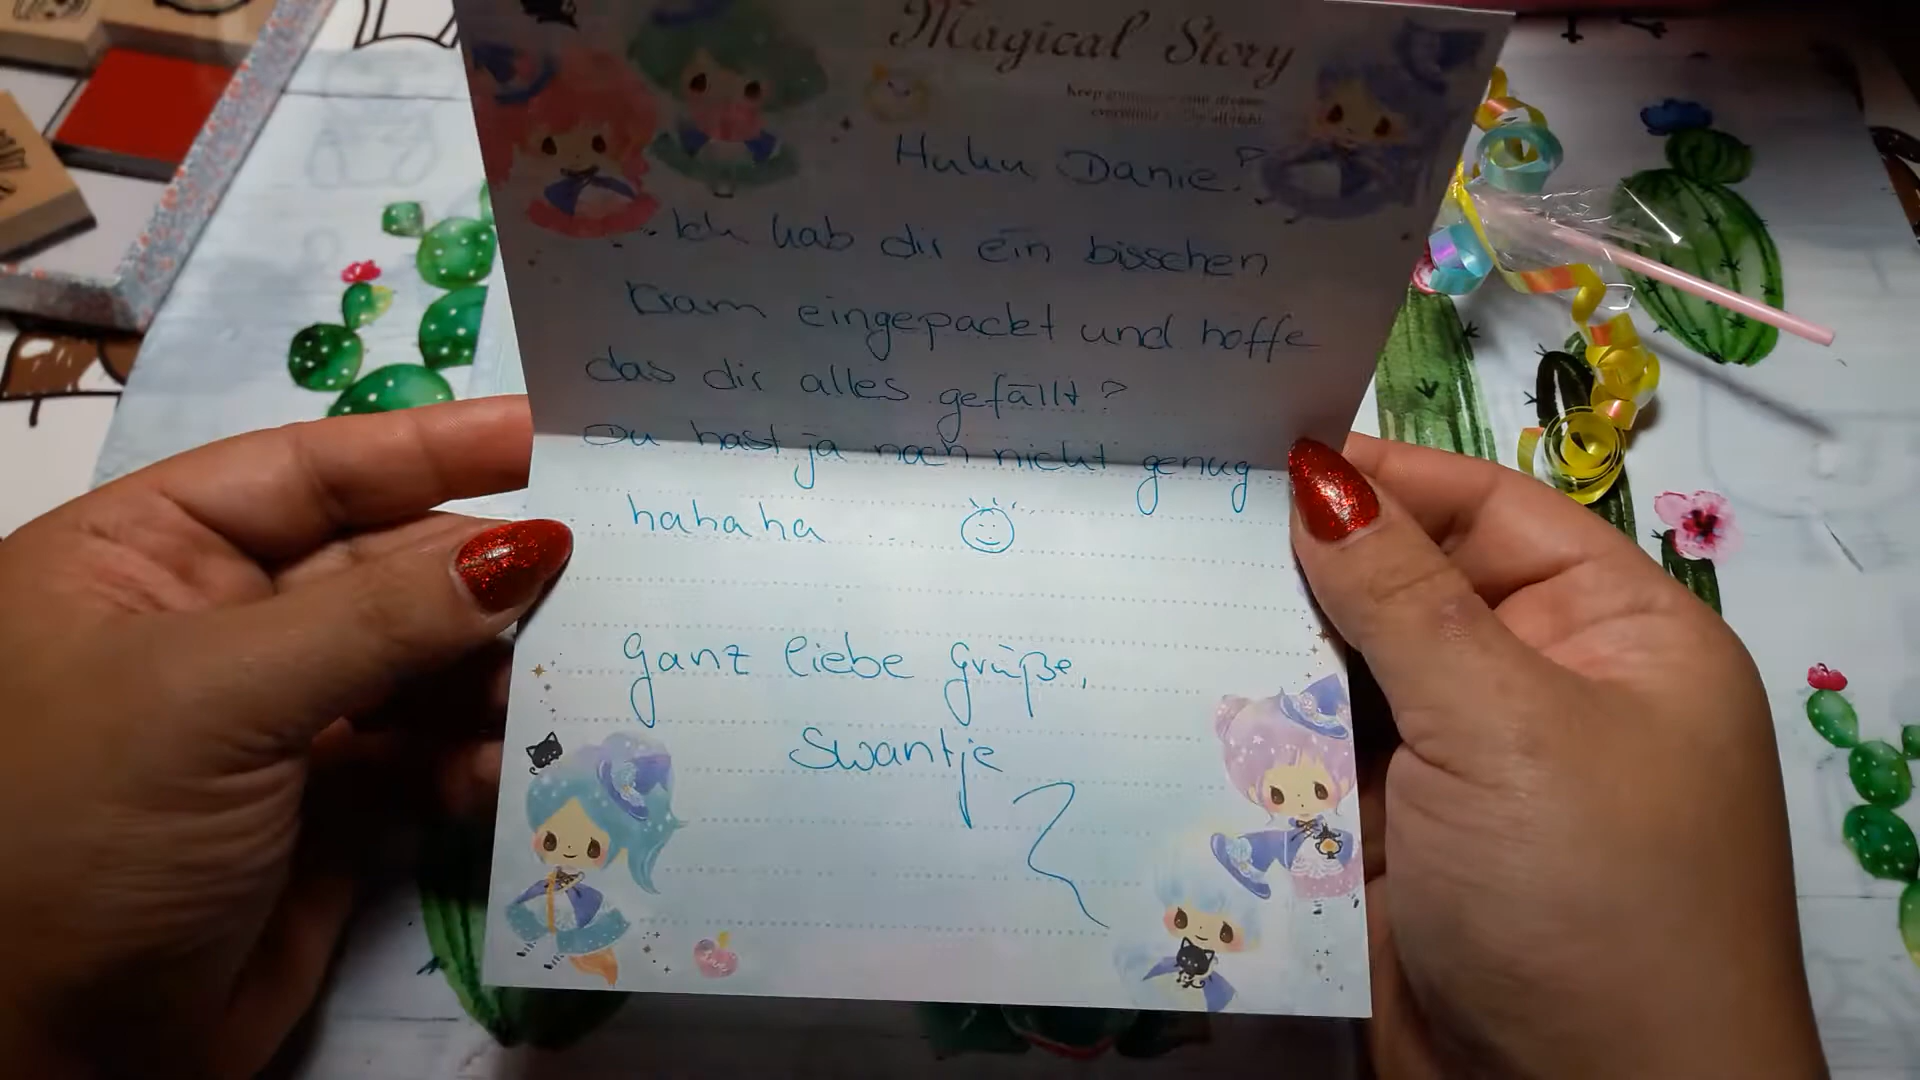 Magical Story
Huhu Danie!
Ich hab dir ein bisschen
Kram eingepackt und hoffe
das dir alles gefällt?
Du hast ja noch nicht genug
... hahaha ....
Ganz liebe Grüße,
Swantje